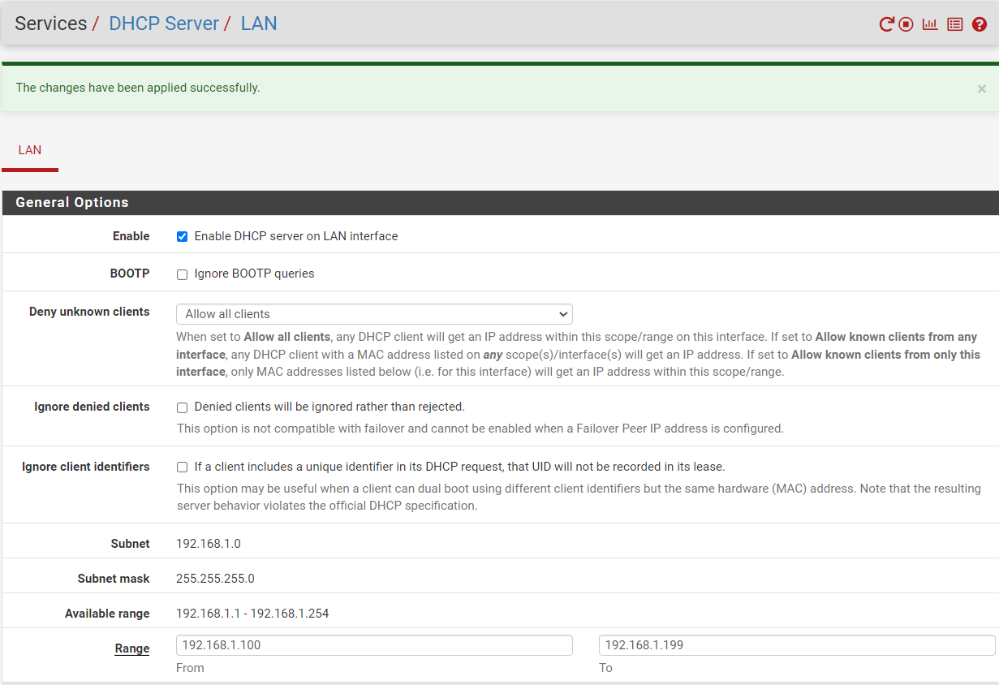 Services / DHCP Server / LAN
The changes have been applied successfully.
×
LAN
General Options
Enable
Enable DHCP server on LAN interface
BOOTP
Ignore BOOTP queries
Deny unknown clients
Allow all clients
When set to Allow all clients, any DHCP client will get an IP address within this scope/range on this interface. If set to Allow known clients from any
interface, any DHCP client with a MAC address listed on any scope(s)/interface(s) will get an IP address. If set to Allow known clients from only this
interface, only MAC addresses listed below (i.e. for this interface) will get an IP address within this scope/range.
Ignore denied clients
Denied clients will be ignored rather than rejected.
This option is not compatible with failover and cannot be enabled when a Failover Peer IP address is configured.
Ignore client identifiers
If a client includes a unique identifier in its DHCP request, that UID will not be recorded in its lease.
This option may be useful when a client can dual boot using different client identifiers but the same hardware (MAC) address. Note that the resulting
server behavior violates the official DHCP specification.
Subnet
192.168.1.0
Subnet mask
255.255.255.0
Available range
192.168.1.1 - 192.168.1.254
Range
192.168.1.100
192.168.1.199
From
To